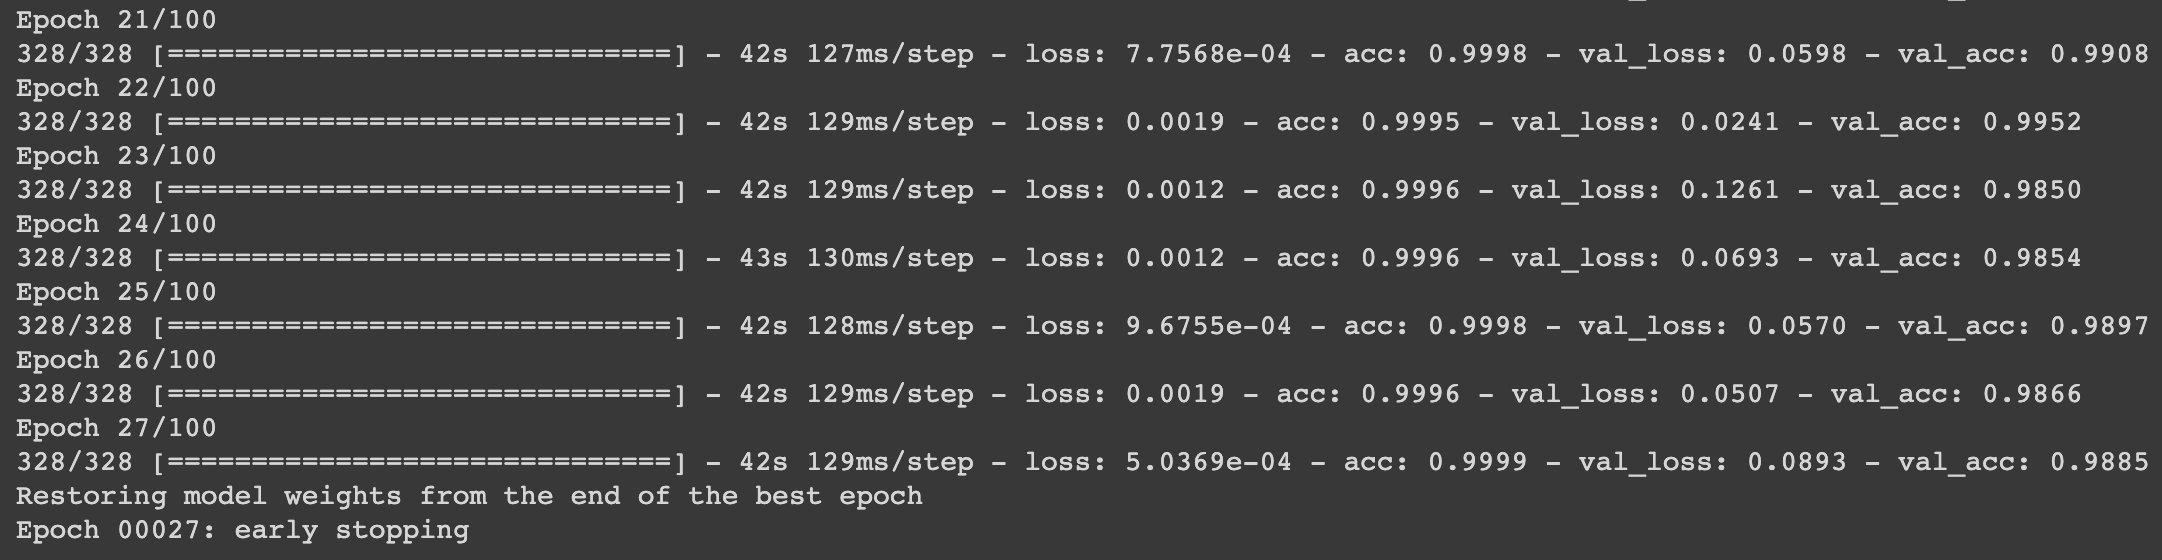 Epoch 21/100
328/328 [==============================] - 42s 127ms/step - loss: 7.7568e-04 - acc: 0.9998 - val_loss: 0.0598 - val_acc: 0.9908
Epoch 22/100
328/328 [==============================] - 42s 129ms/step - loss: 0.0019 - acc: 0.9995 - val_loss: 0.0241 - val_acc: 0.9952
Epoch 23/100
328/328 [==============================] - 42s 129ms/step - loss: 0.0012 - acc: 0.9996 - val_loss: 0.1261 - val_acc: 0.9850
Epoch 24/100
328/328 [==============================] - 43s 130ms/step - loss: 0.0012 - acc: 0.9996 - val_loss: 0.0693 - val_acc: 0.9854
Epoch 25/100
328/328 [==============================] - 42s 128ms/step - loss: 9.6755e-04 - acc: 0.9998 - val_loss: 0.0570 - val_acc: 0.9897
Epoch 26/100
328/328 [==============================] - 42s 129ms/step - loss: 0.0019 - acc: 0.9996 - val_loss: 0.0507 - val_acc: 0.9866
Epoch 27/100
328/328 [==============================] - 42s 129ms/step - loss: 5.0369e-04 - acc: 0.9999 - val_loss: 0.0893 - val_acc: 0.9885
Restoring model weights from the end of the best epoch
Epoch 00027: early stopping